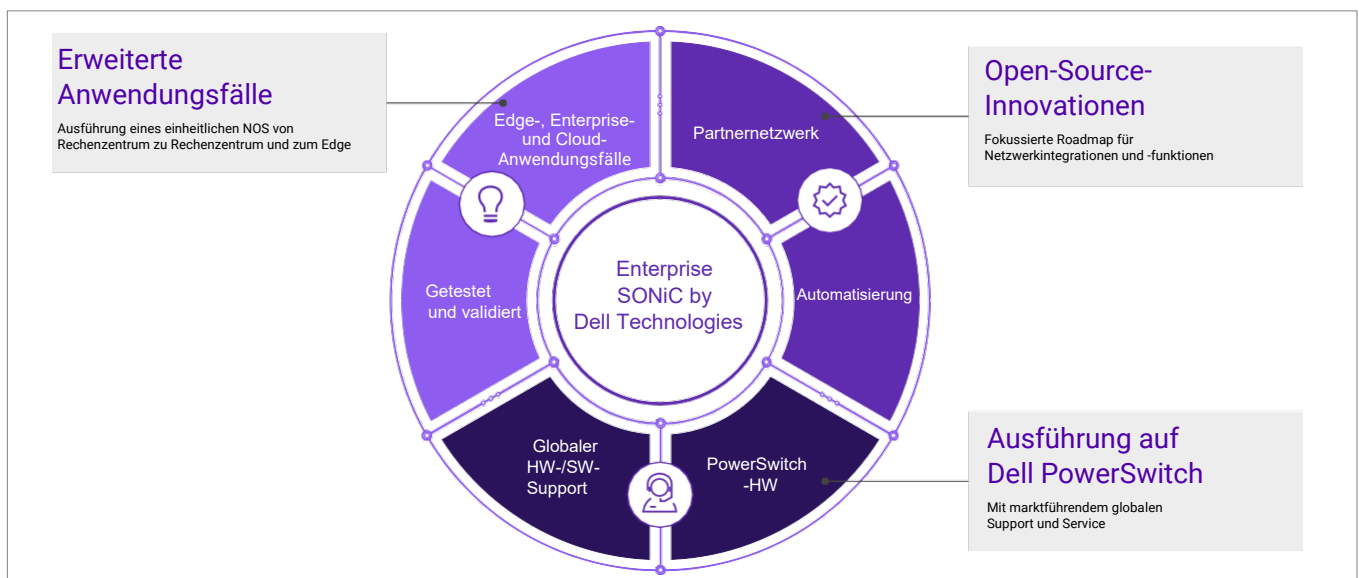 Erweiterte
Anwendungsfälle
Ausführung eines einheitlichen NOS von
Rechenzentrum zu Rechenzentrum und zum Edge
Edge-, Enterprise-
und Cloud-
Anwendungsfälle
Partnernetzwerk
Open-Source-
Innovationen
Fokussierte Roadmap für
Netzwerkintegrationen und -funktionen
Getestet
und validiert
Enterprise
SONiC by
Dell Technologies
Automatisierung
Globaler
HW-/SW-
Support
PowerSwitch
-HW
Ausführung auf
Dell PowerSwitch
Mit marktführendem globalen
Support und Service